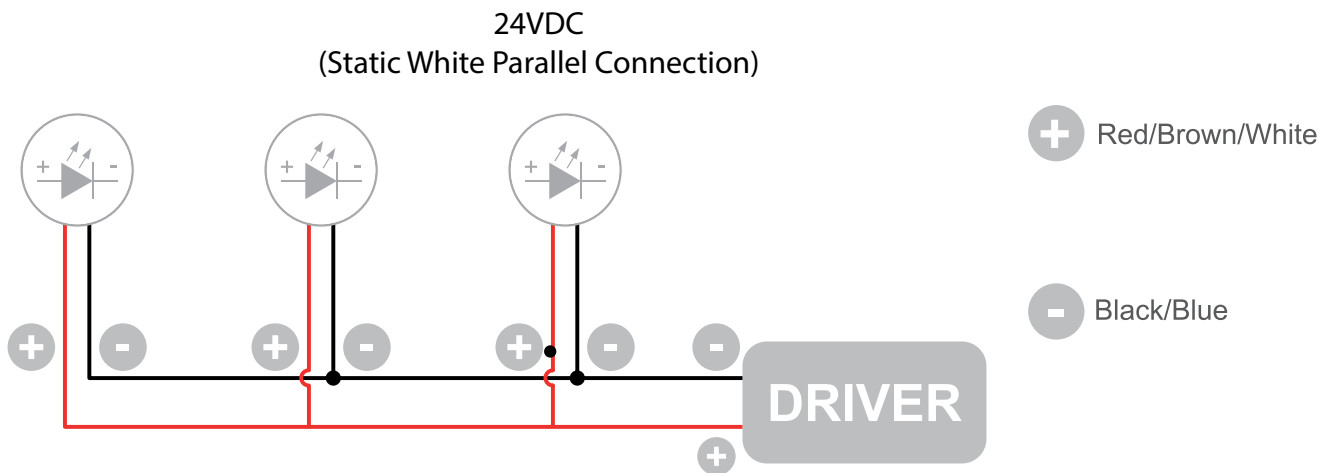 24VDC
(Static White Parallel Connection)
+ -
+ -
+ -
+ Red/Brown/White
- Black/Blue
+ -
+ -
+ -
-
DRIVER
+